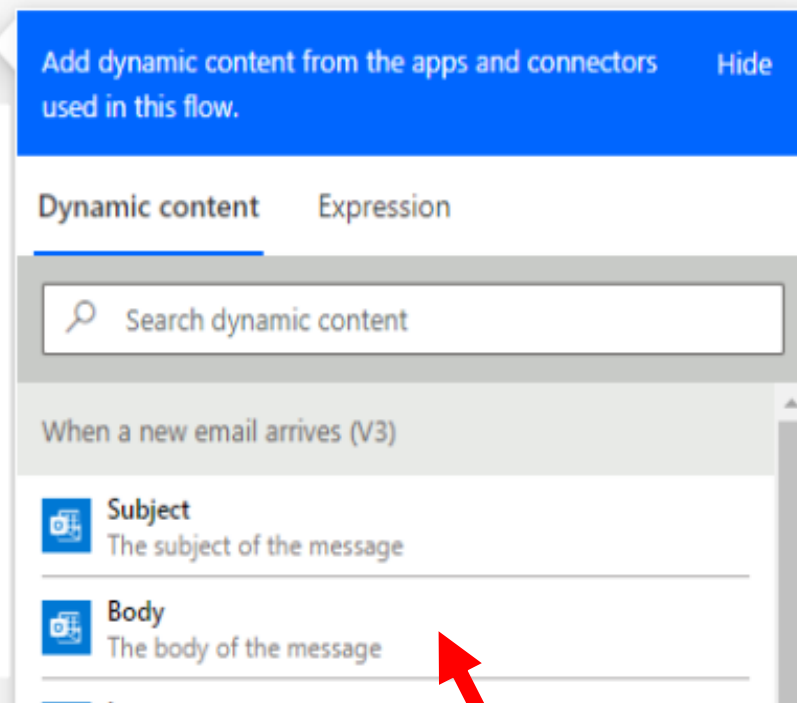 Add dynamic content from the apps and connectors
used in this flow.
Hide
Dynamic content
Expression
Search dynamic content
When a new email arrives (V3)
Subject
The subject of the message
Body
The body of the message